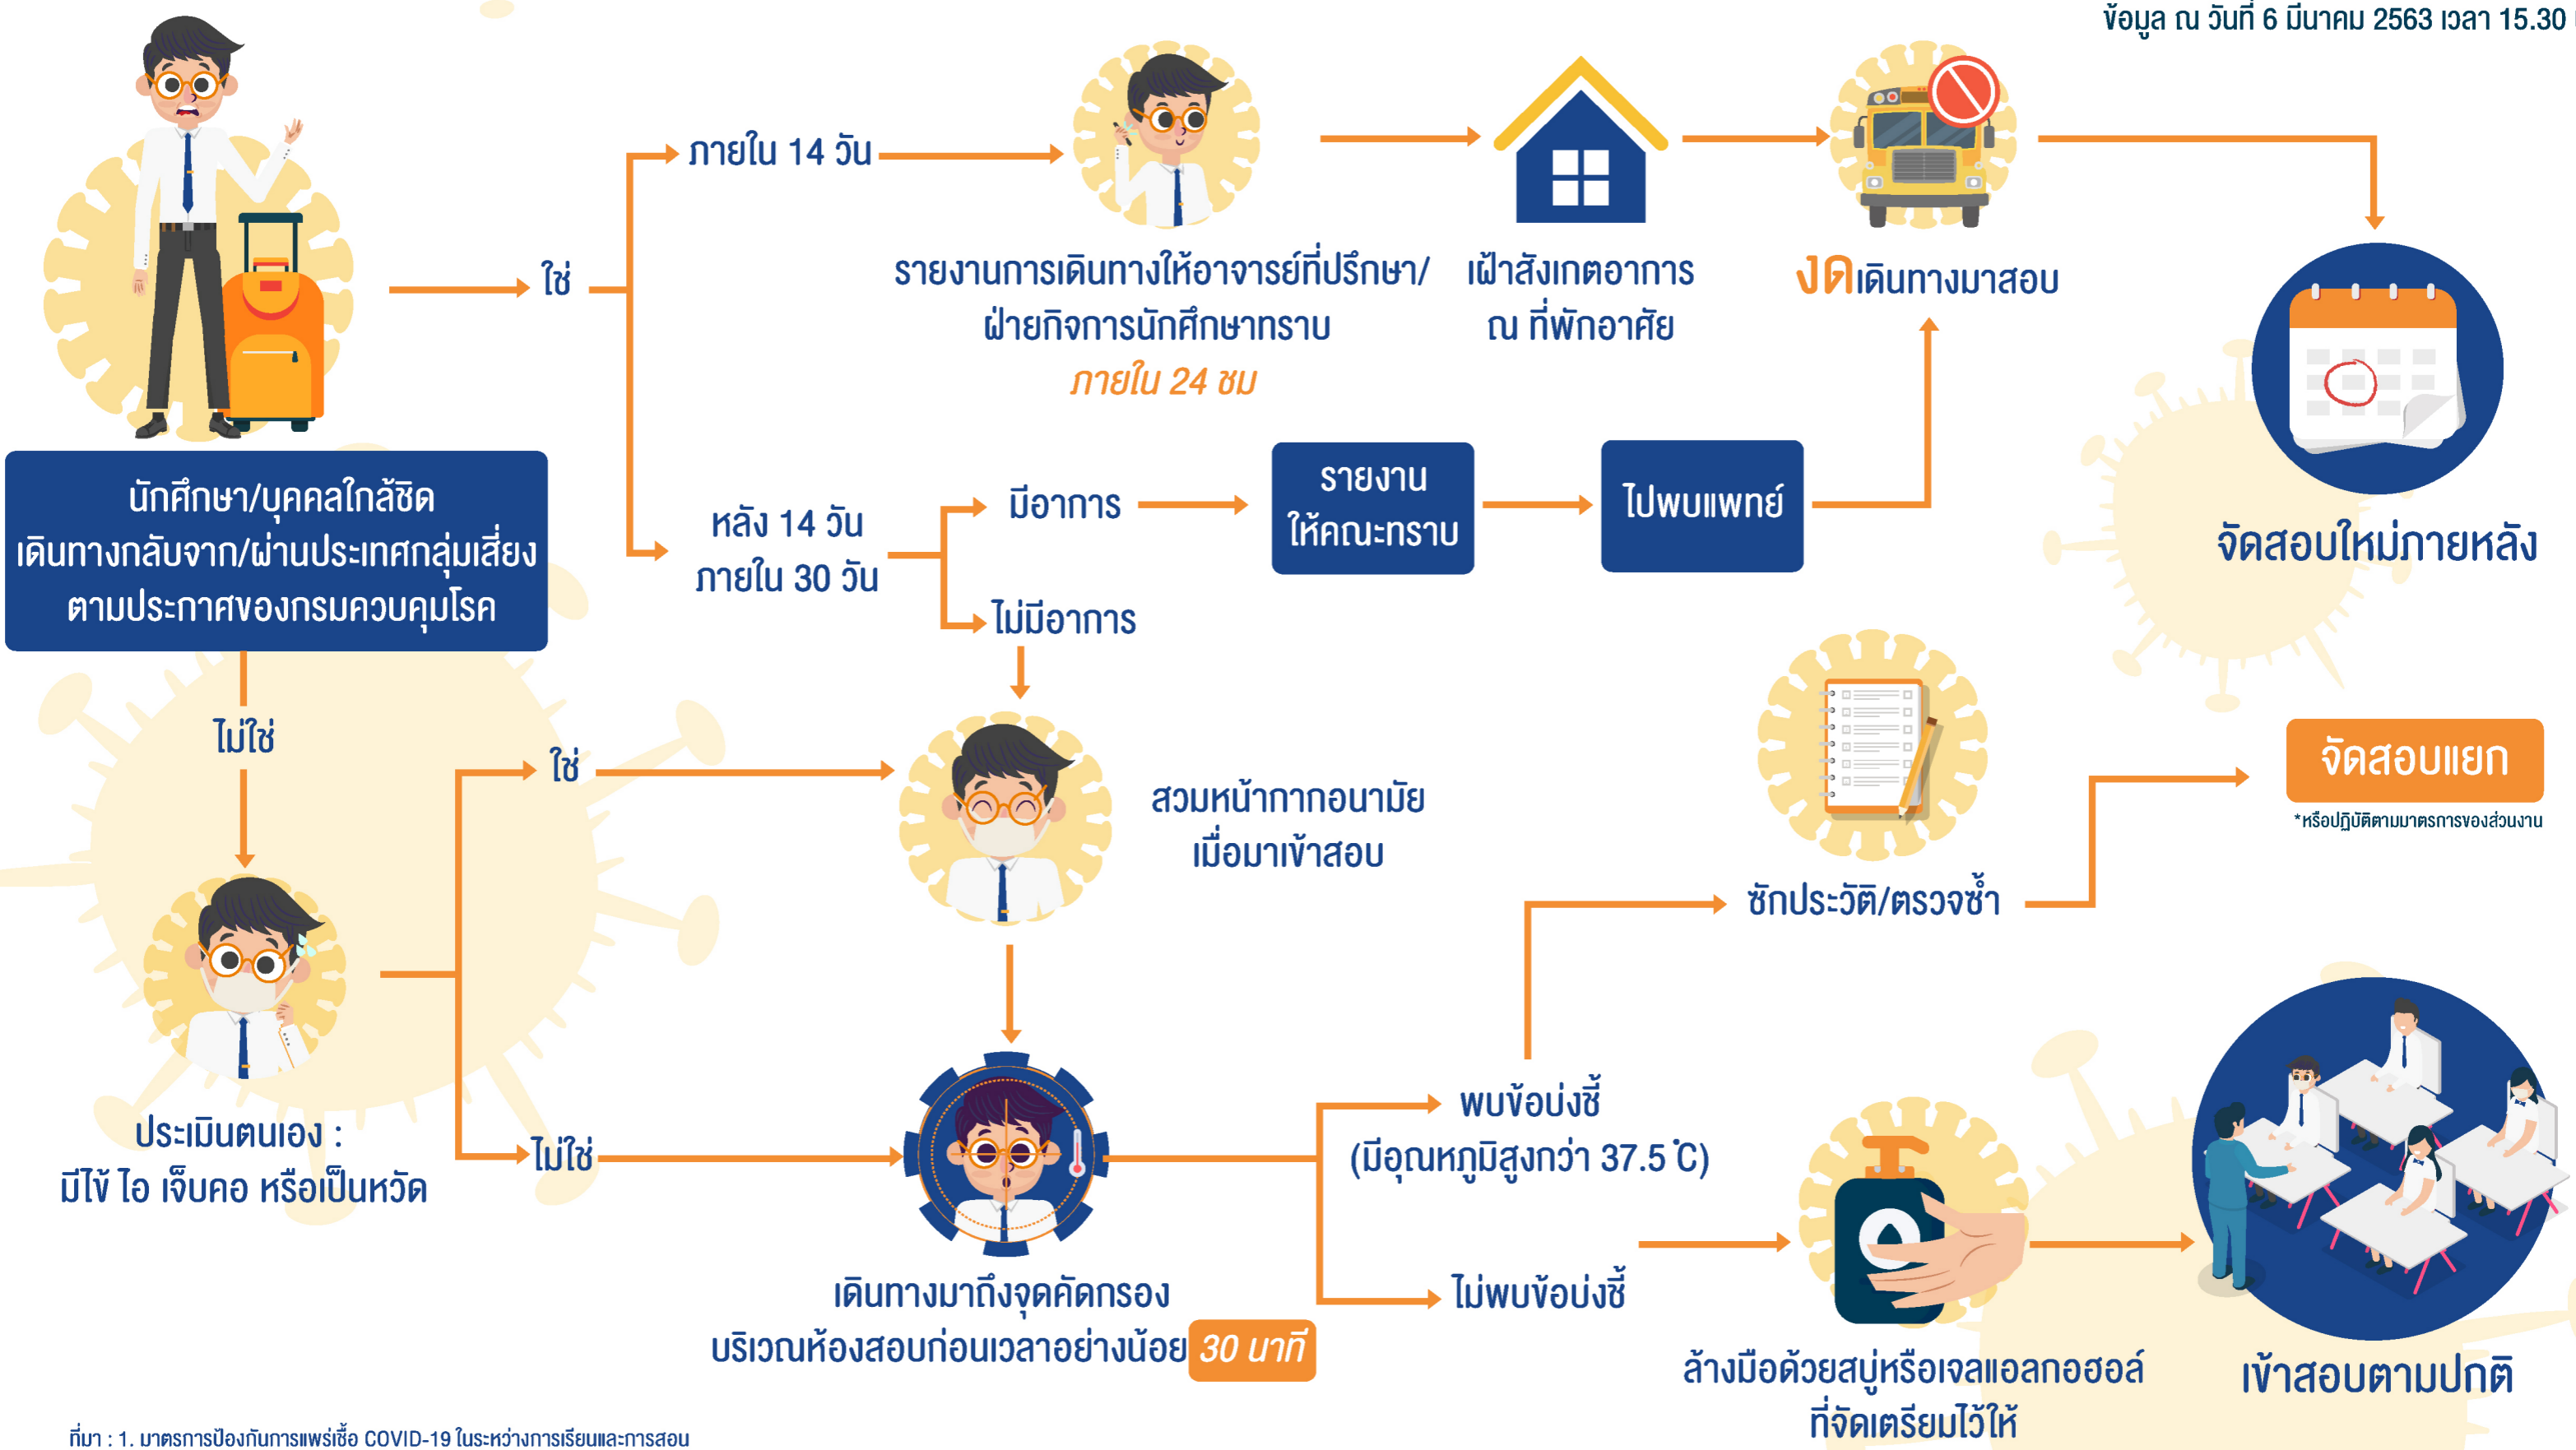 ข้อมูล ณ วันที่ 6 มีนาคม 2563 เวลา 15.30
ภายใน 14 วัน
ใช่
รายงานการเดินทางให้อาจารย์ที่ปรึกษา/
ฝ่ายกิจการนักศึกษาทราบ
ภายใน 24 ชม
เฝ้าสังเกตอาการ
ณ ที่พักอาศัย
งดเดินทางมาสอบ
นักศึกษา/บุคคลใกล้ชิด
เดินทางกลับจาก/ผ่านประเทศกลุ่มเสี่ยง
ตามประกาศของกรมควบคุมโรค
หลัง 14 วัน
ภายใน 30 วัน
มีอาการ
รายงาน
ให้คณะทราบ
ไปพบแพทย์
จัดสอบใหม่ภายหลัง
ไม่มีอาการ
ไม่ใช่
ใช่
สวมหน้ากากอนามัย
เมื่อมาเข้าสอบ
ซักประวัติ/ตรวจซ้ำ
จัดสอบแยก
*หรือปฏิบัติตามมาตรการของส่วนงาน
ประเมินตนเอง :
มีไข้ ไอ เจ็บคอ หรือเป็นหวัด
ไม่ใช่
พบข้อบ่งชี้
(มีอุณหภูมิสูงกว่า 37.5 ํC)
ไม่พบข้อบ่งชี้
เดินทางมาถึงจุดคัดกรอง
บริเวณห้องสอบก่อนเวลาอย่างน้อย 30 นาที
ล้างมือด้วยสบู่หรือเจลแอลกอฮอล์
ที่จัดเตรียมไว้ให้
เข้าสอบตามปกติ
ที่มา : 1. มาตรการป้องกันการแพร่เชื้อ COVID-19 ในระหว่างการเรียนและการสอน